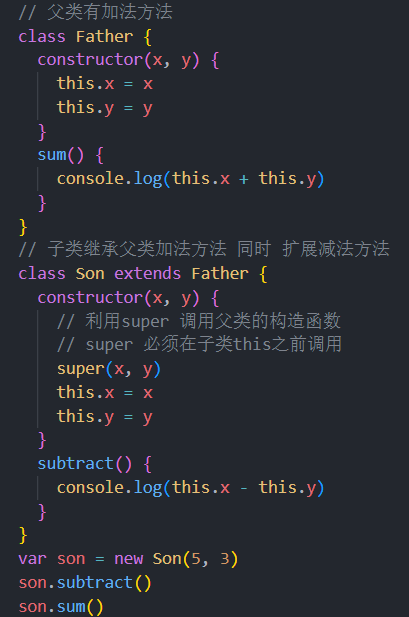 // 父类有加法方法
class Father {
constructor(x, y) {
this.x = x
this.y = y
}
sum() {
console.log(this.x + this.y)
}
}
// 子类继承父类加法方法 同时 扩展减法方法
class Son extends Father {
constructor(x, y) {
// 利用super 调用父类的构造函数
// super 必须在子类this之前调用
super(x, y)
this.x = x
this.y = y
}
subtract() {
console.log(this.x - this.y)
}
}
var son = new Son(5, 3)
son.subtract()
son.sum()